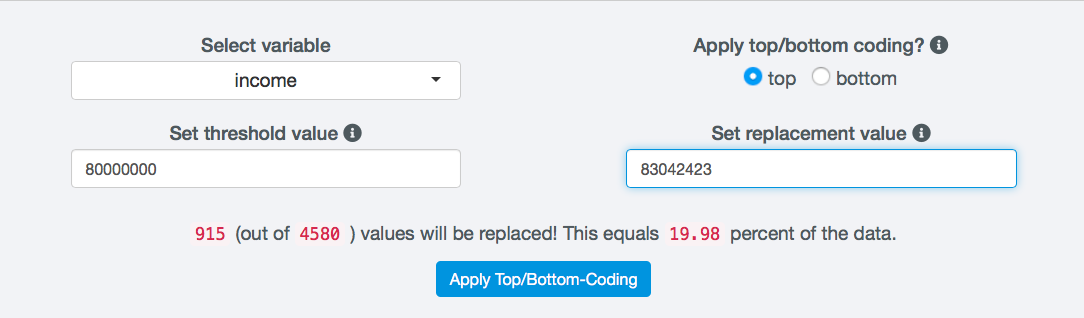 Select variable
Apply top/bottom coding?
income
top bottom
Set threshold value
Set replacement value
80000000
83042423
915 (out of 4580 ) values will be replaced! This equals 19.98 percent of the data.
Apply Top/Bottom-Coding